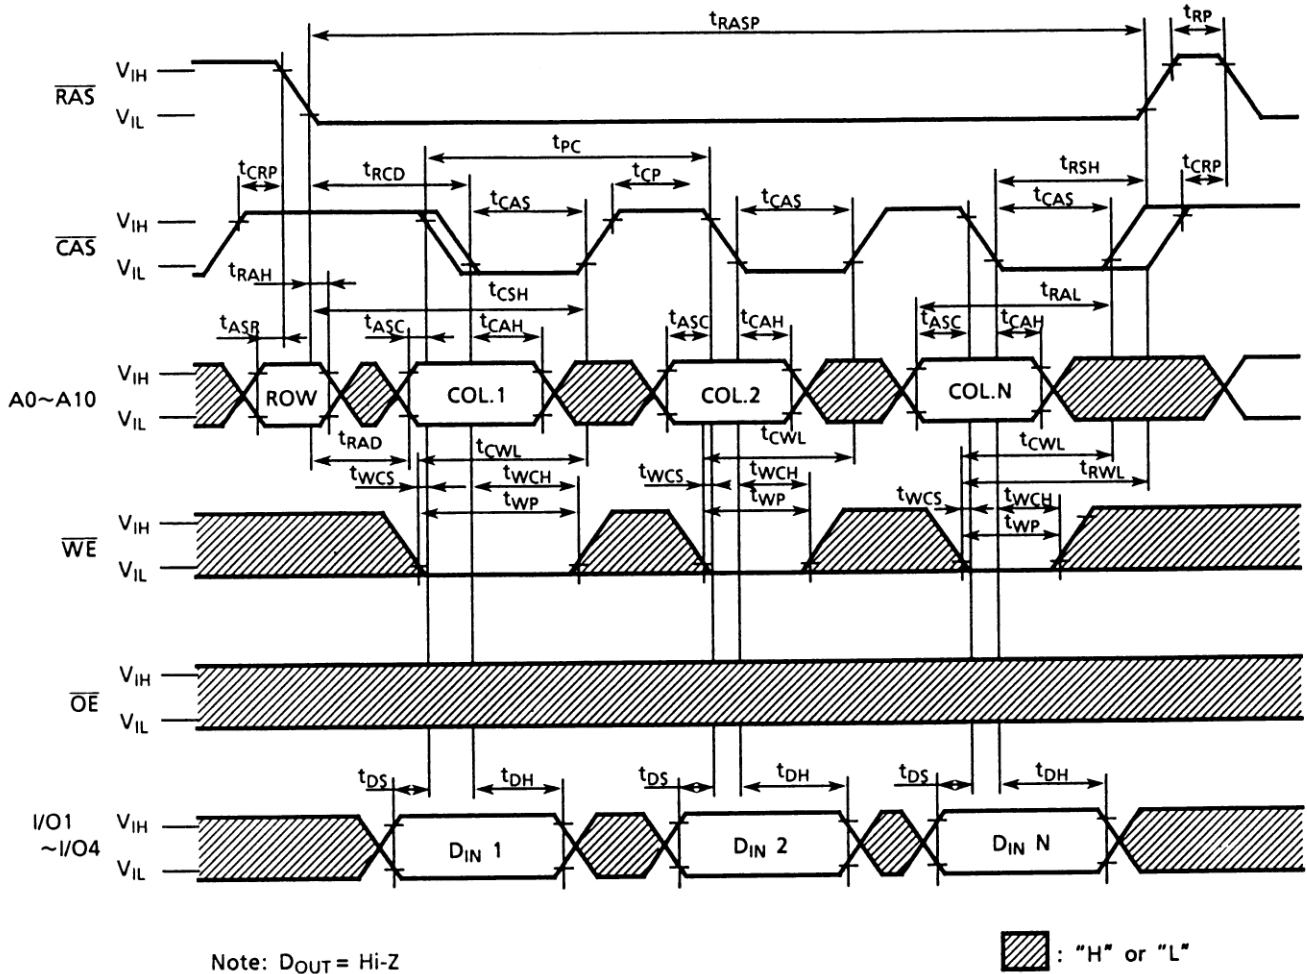 tRASP tRP
VIH
RAS
VIL
tPC
tCRP tRCD tCP tRSH tCRP
tCAS tCAS tCAS
VIH
CAS
VIL
tRAH tCSH tRAL
tASR tASC tCAH tASC tCAH tASC tCAH
VIH
A0~A10 ROW COL.1 COL.2 COL.N
VIL
tRAD tCWL tCWL tCWL
tWCS tWCH tWCS tWCH tRWL
tWP tWP tWCS tWCH
tWP
VIH
WE
VIL
VIH
OE
VIL
tDS tDH tDS tDH tDS tDH
I/O1 VIH
~I/O4 DIN 1 DIN 2 DIN N
VIL
Note: DOUT = Hi-Z
: "H" or "L"